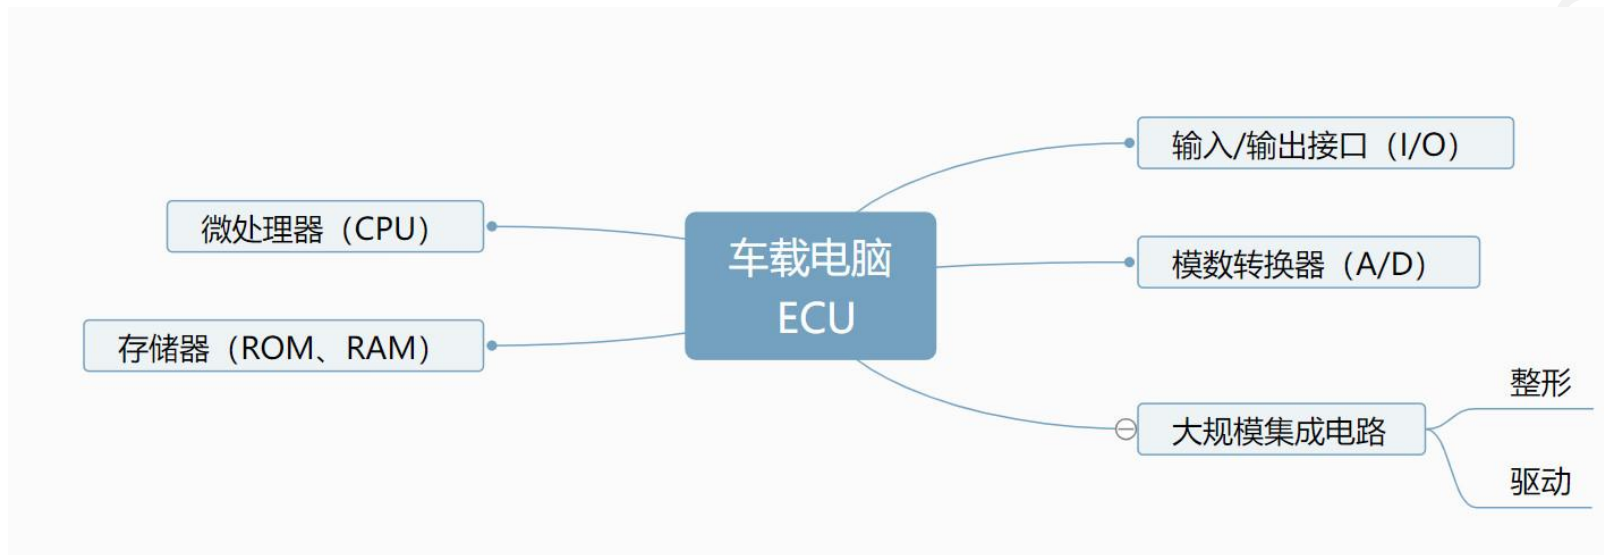 车载电脑
ECU
微处理器（CPU）
存储器（ROM、RAM）
输入/输出接口（I/O）
模数转换器（A/D）
大规模集成电路
整形
驱动